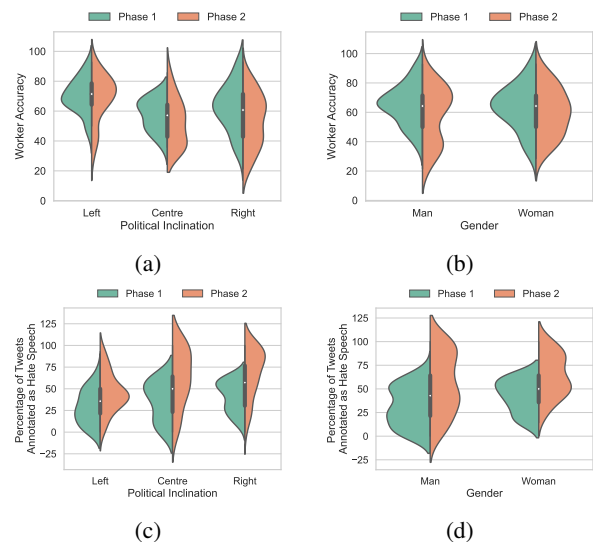 Phase 1 Phase 2
Worker Accuracy
100
80
60
40
20
0
Left Centre Right
Political Inclination
(a)
Phase 1 Phase 2
Worker Accuracy
100
80
60
40
20
0
Man Woman
Gender
(b)
Phase 1 Phase 2
Percentage of Tweets
Annotated as Hate Speech
125
100
75
50
25
0
−25
Left Centre Right
Political Inclination
(c)
Phase 1 Phase 2
Percentage of Tweets
Annotated as Hate Speech
125
100
75
50
25
0
−25
Man Woman
Gender
(d)